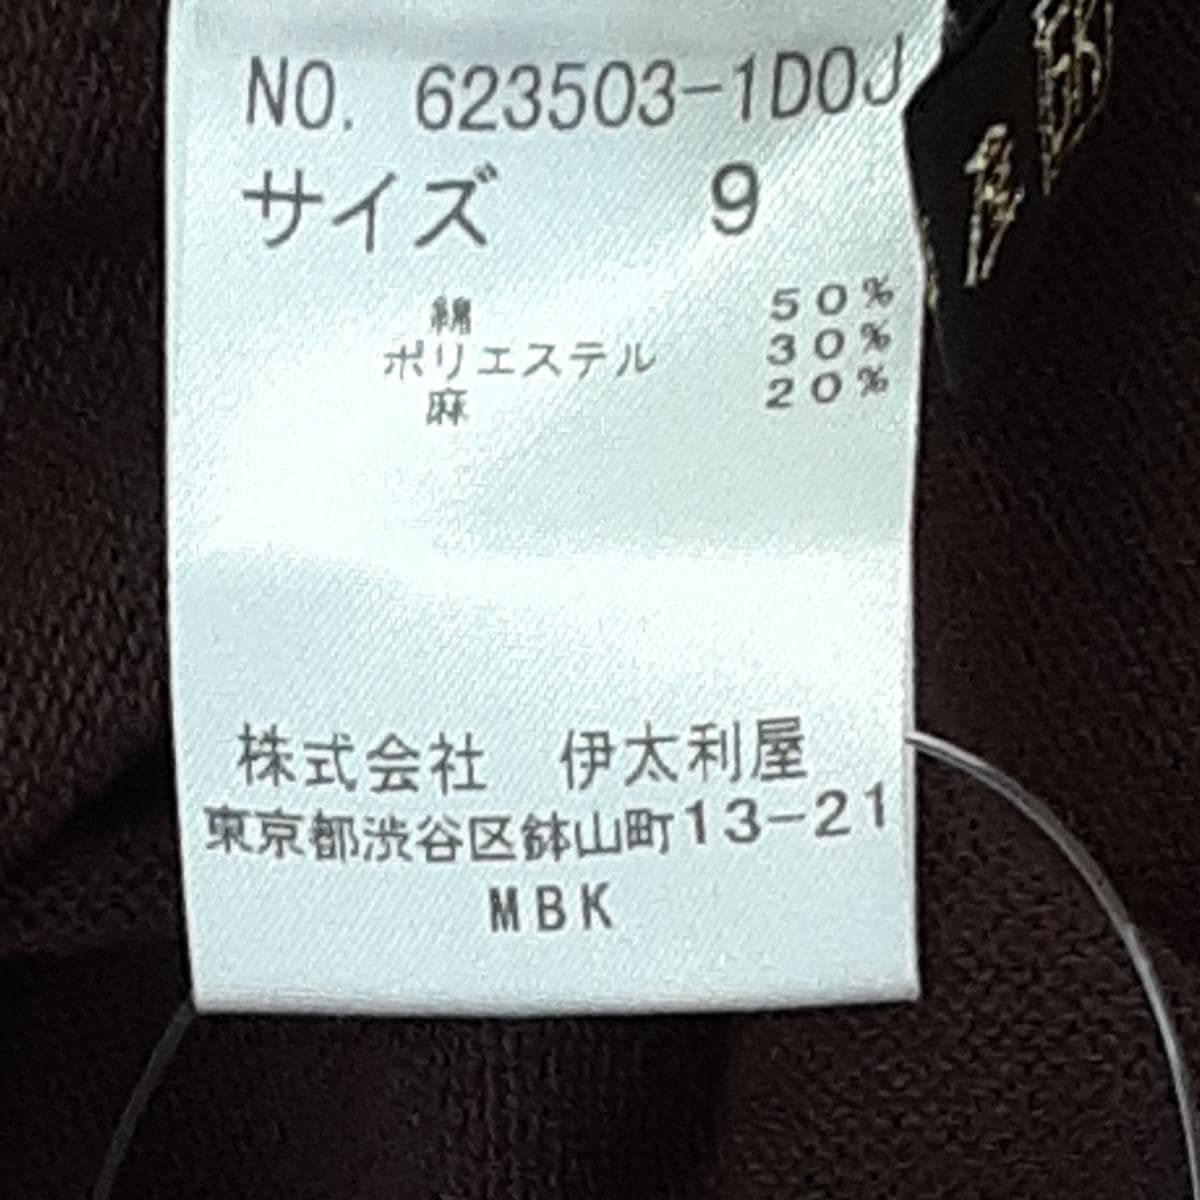 NO. 623503-1D0J
サイズ 9
綿 50%
ポリエステル 30%
麻 20%
株式会社 伊太利屋
東京都渋谷区鉢山町13-21
MBK